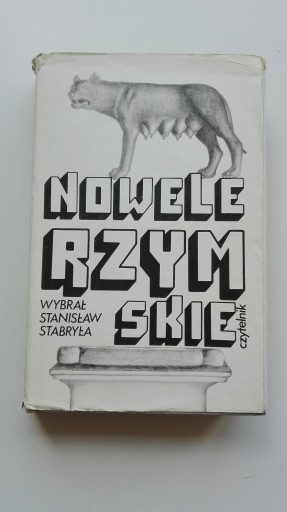 NOWELE
RZYM
SKIE
WYBRAŁ
STANISŁAW
STABRYŁA
czytelnik